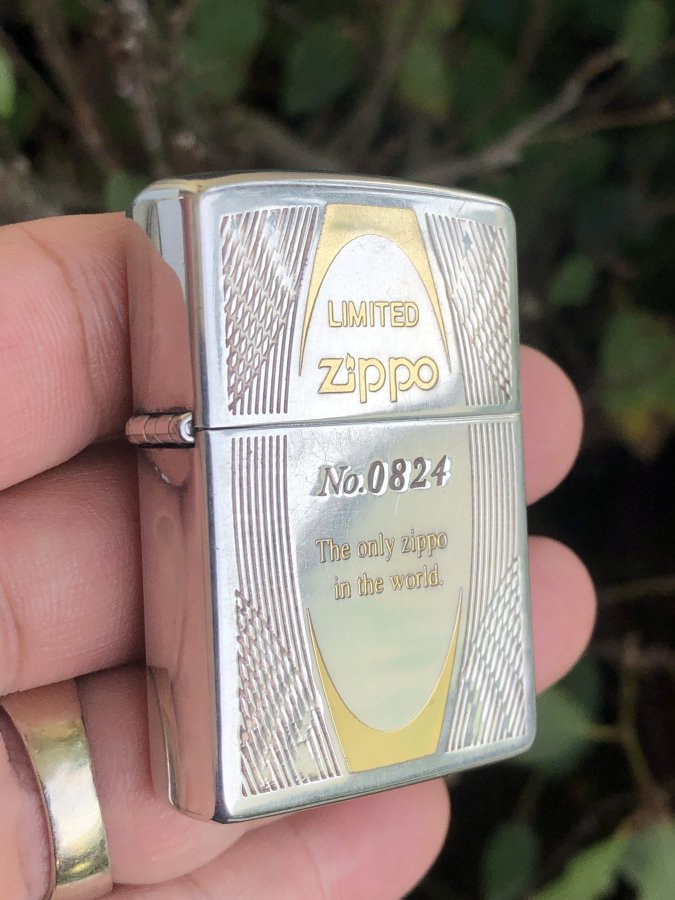 LIMITED
Zippo
No.0824
The only zippo
in the world.